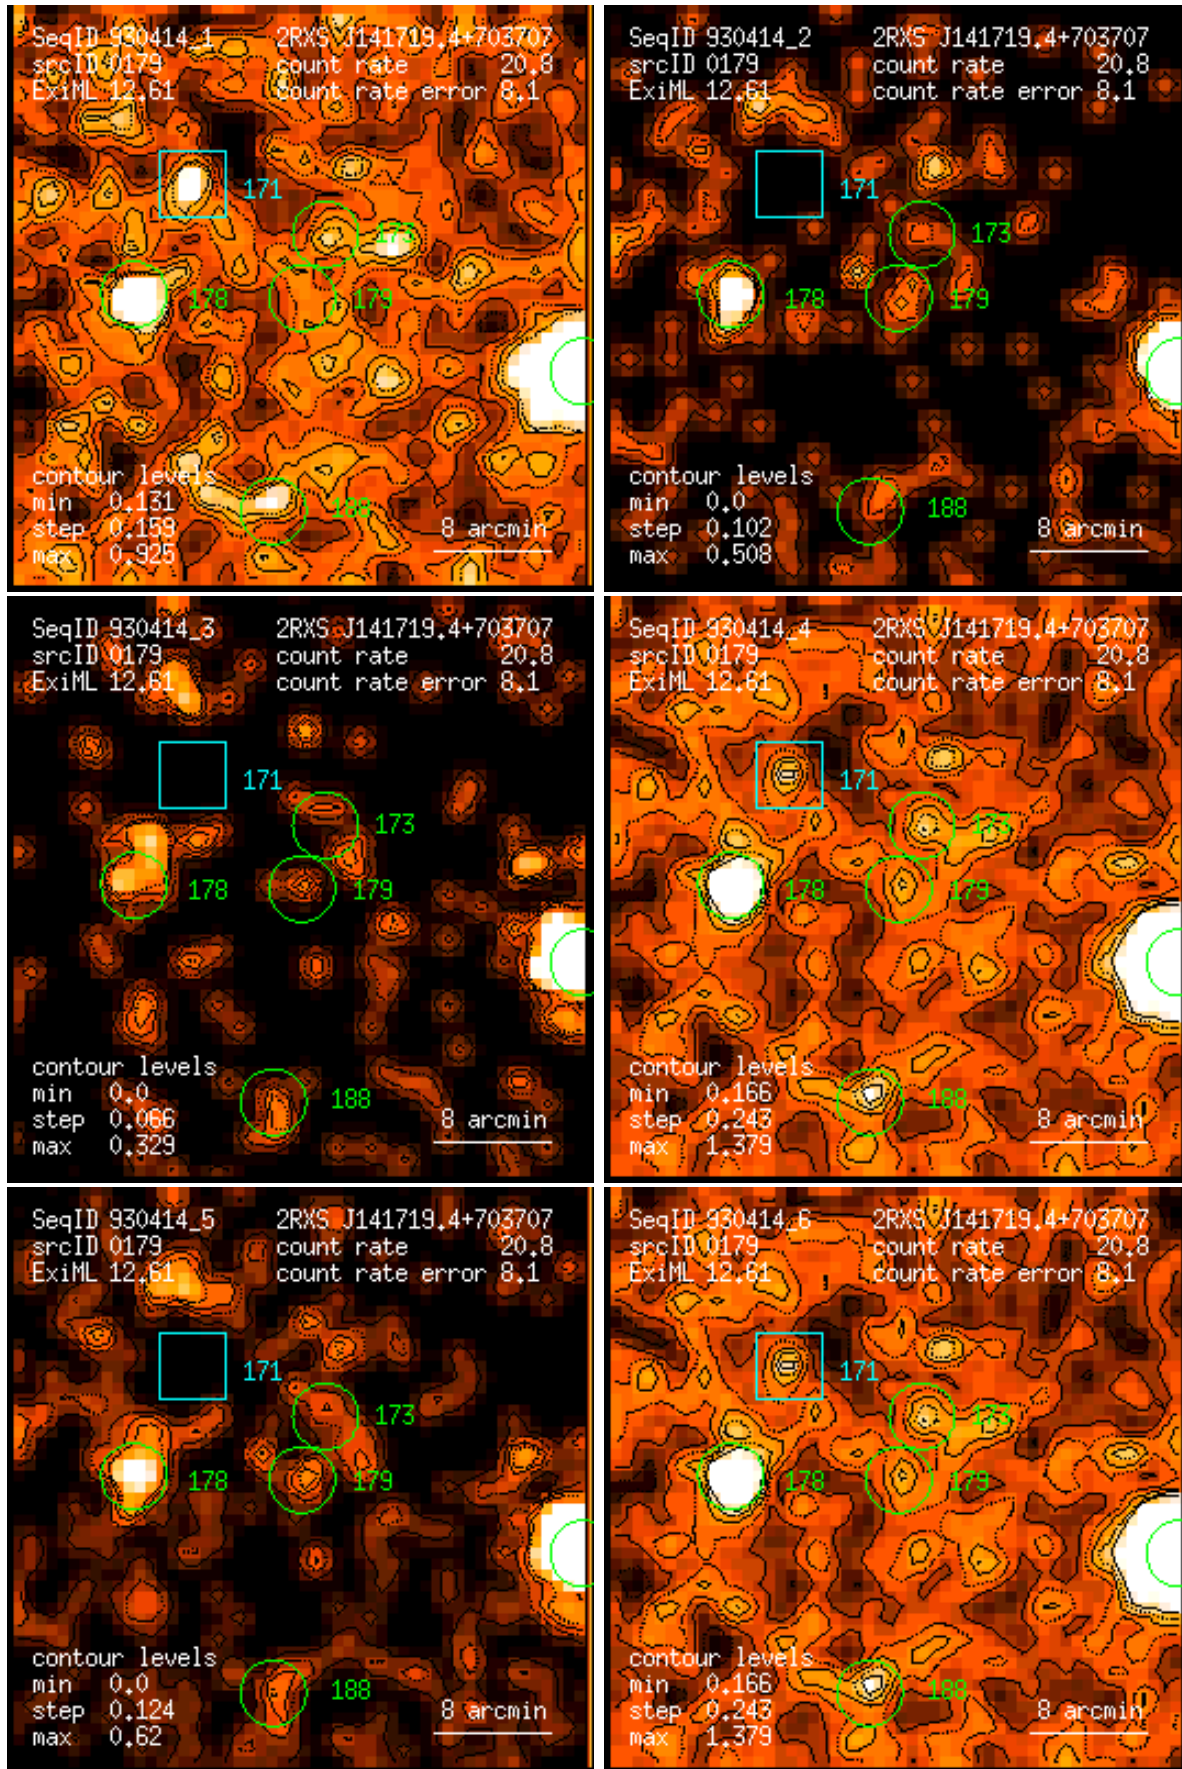 SeqID 930414_1 2RXS J141719.4+703707
srcID 0179 count rate 20.8
ExiML 12.61 count rate error 8.1
171
173
178 179
contour levels
min 0.131 188
step 0.159 8 arcmin
max 0.925
SeqID 930414_2 2RXS J141719.4+703707
srcID 0179 count rate 20.8
ExiML 12.61 count rate error 8.1
171
173
178 179
contour levels
min 0.0 188
step 0.102 8 arcmin
max 0.508
SeqID 930414_3 2RXS J141719.4+703707
srcID 0179 count rate 20.8
ExiML 12.61 count rate error 8.1
171
173
178 179
contour levels
min 0.0 188
step 0.066 8 arcmin
max 0.329
SeqID 930414_4 2RXS J141719.4+703707
srcID 0179 count rate 20.8
ExiML 12.61 count rate error 8.1
171
173
178 179
contour levels
min 0.166 188
step 0.243 8 arcmin
max 1.379
SeqID 930414_5 2RXS J141719.4+703707
srcID 0179 count rate 20.8
ExiML 12.61 count rate error 8.1
171
173
178 179
contour levels
min 0.0 188
step 0.124 8 arcmin
max 0.62
SeqID 930414_6 2RXS J141719.4+703707
srcID 0179 count rate 20.8
ExiML 12.61 count rate error 8.1
171
173
178 179
contour levels
min 0.166 188
step 0.243 8 arcmin
max 1.379